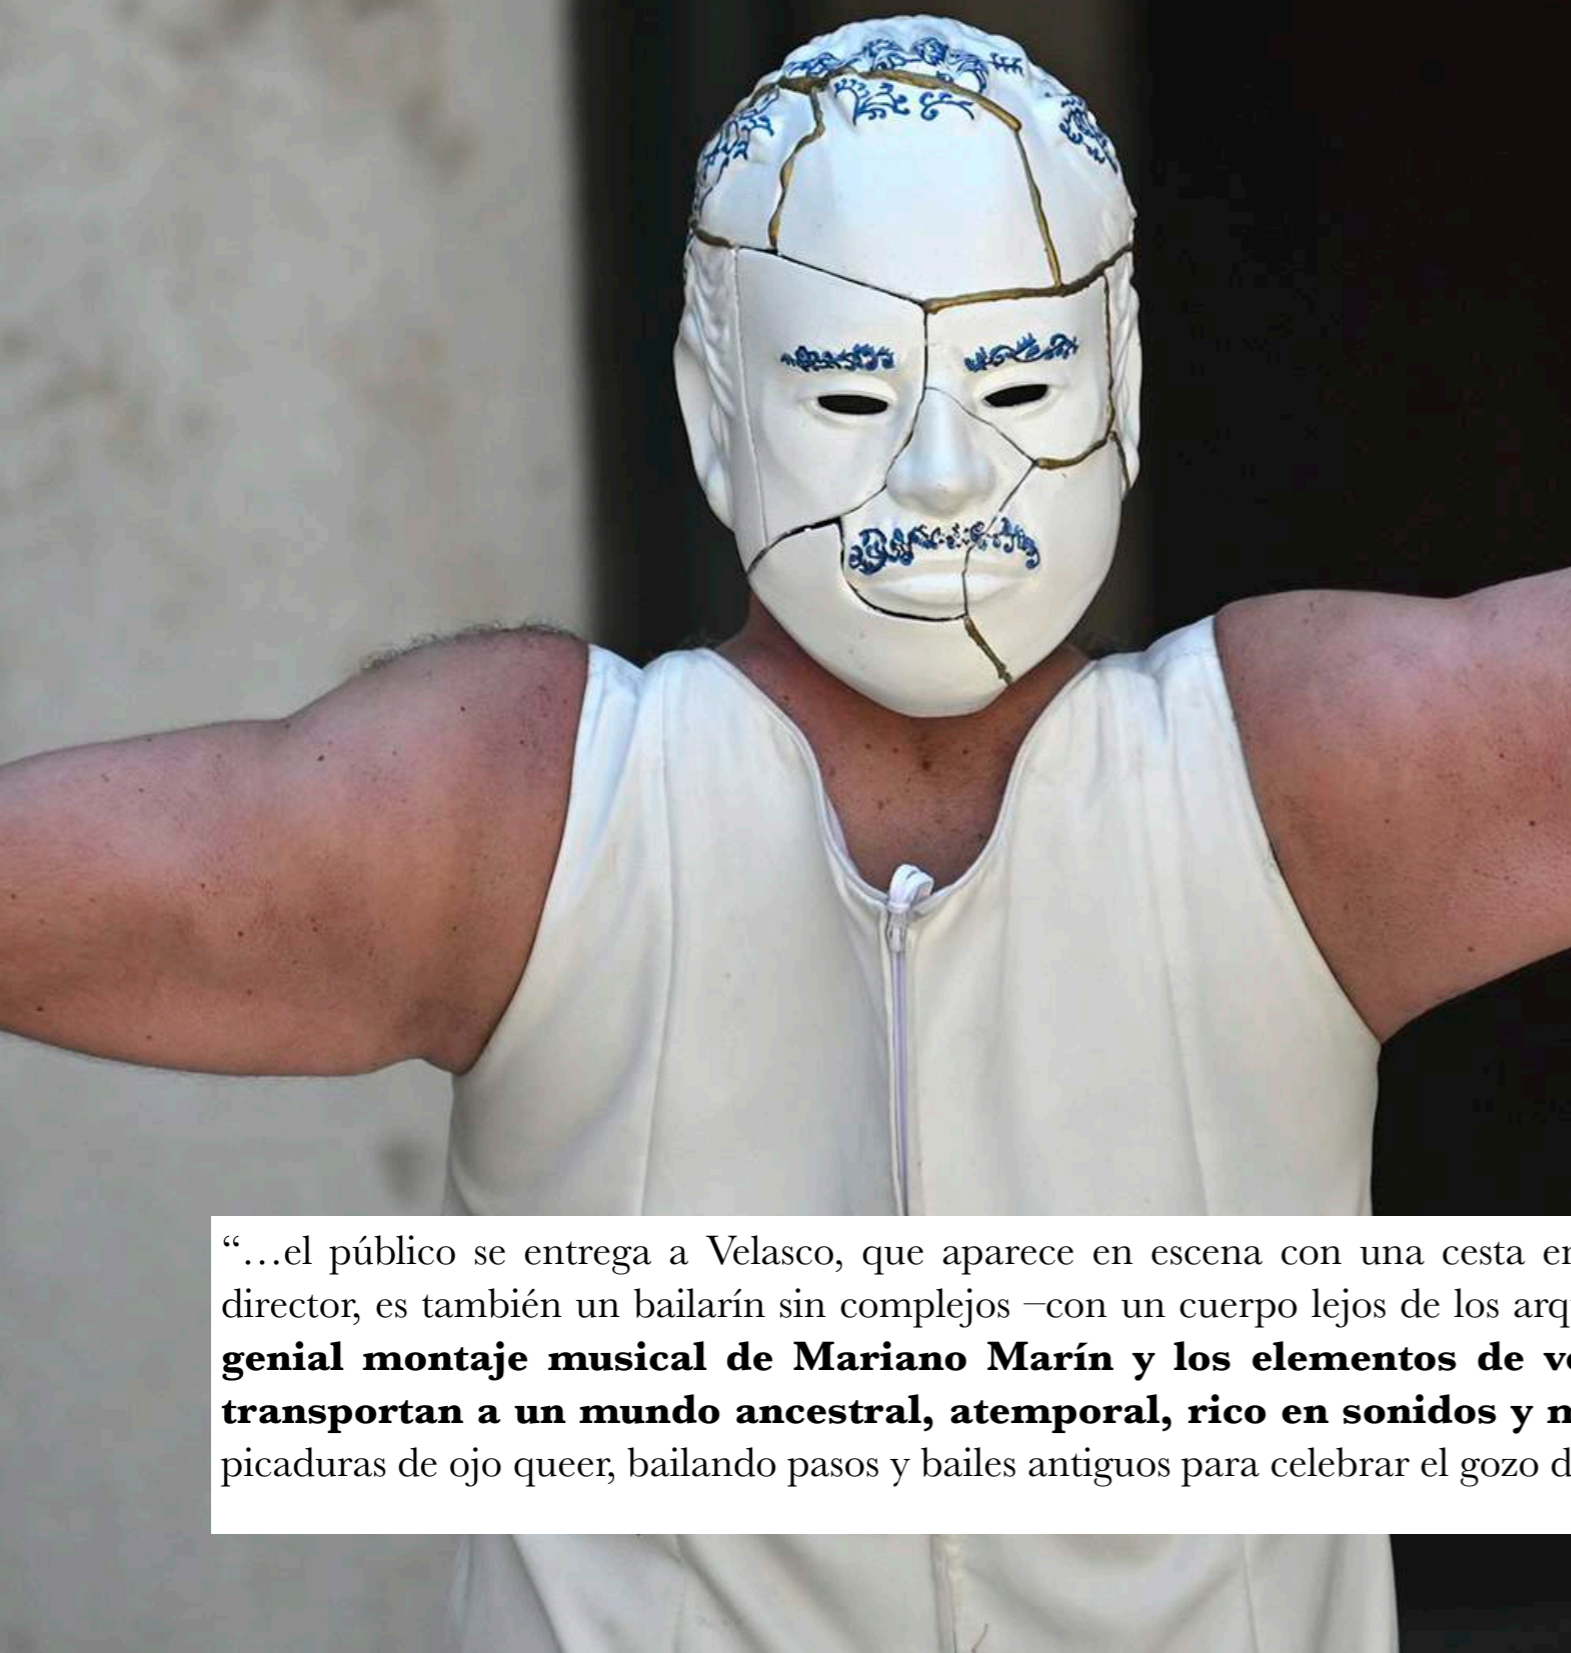 “…el público se entrega a Velasco, que aparece en escena con una cesta
director, es también un bailarín sin complejos –con un cuerpo lejos de los
genial montaje musical de Mariano Marín y los elementos de
transportan a un mundo ancestral, atemporal, rico en sonidos y
picaduras de ojo queer, bailando pasos y bailes antiguos para celebrar el gozo